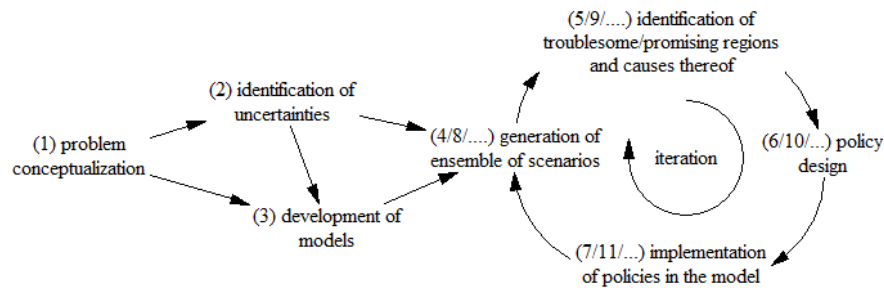 (1) problem
conceptualization
(2) identification of
uncertainties
(3) development of
models
(4/8/....) generation of
ensemble of scenarios
(5/9/....) identification of
troublesome/promising regions
and causes thereof
(6/10/...) policy
design
(7/11/...) implementation
of policies in the model
iteration